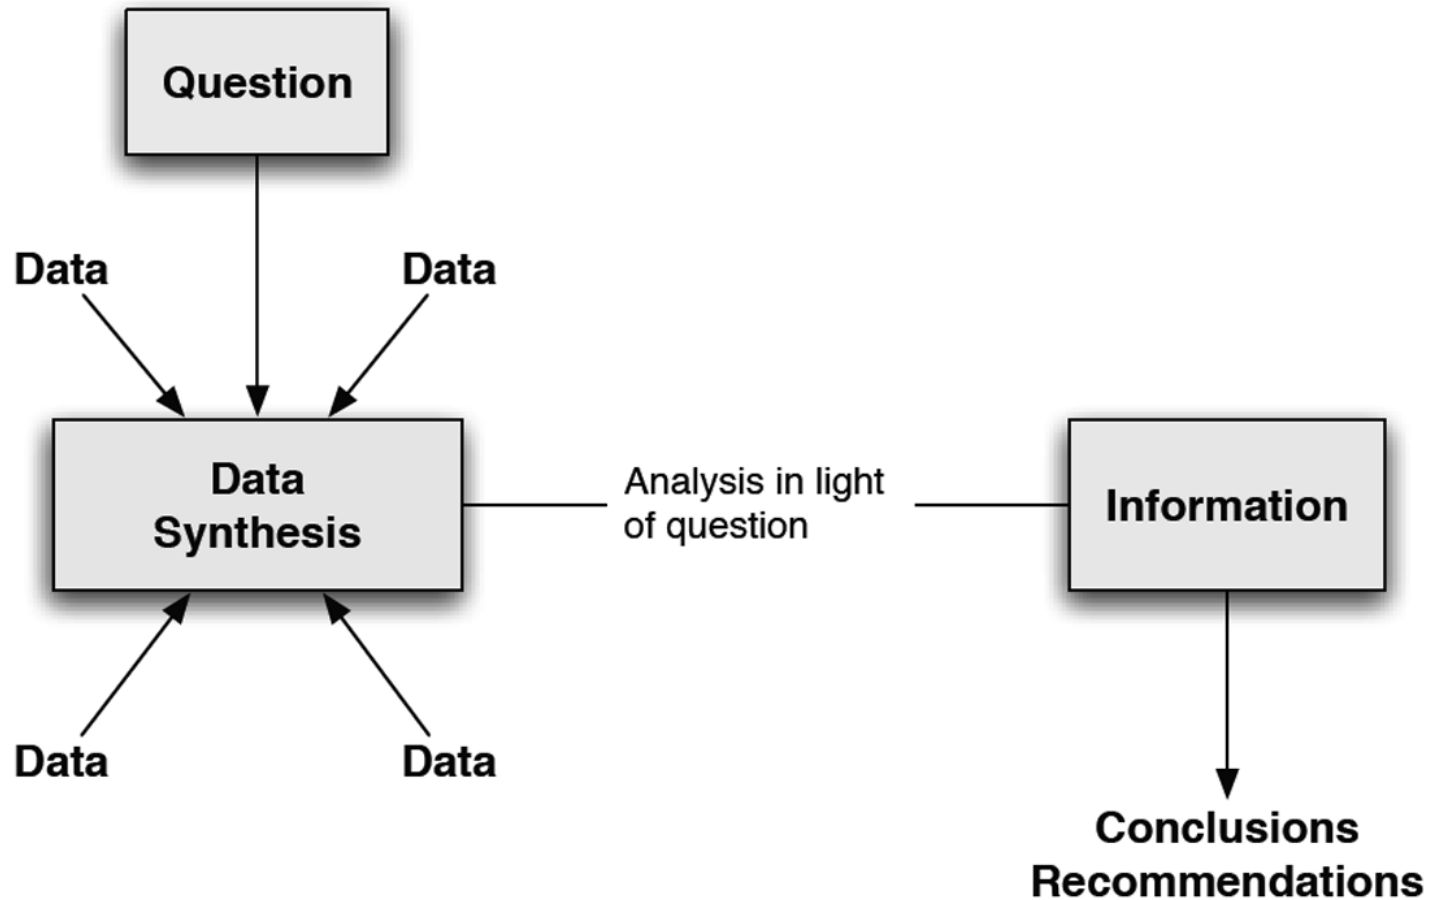 Question
Data
Data
Data
Synthesis
Analysis in light
of question
Information
Data
Data
Conclusions
Recommendations